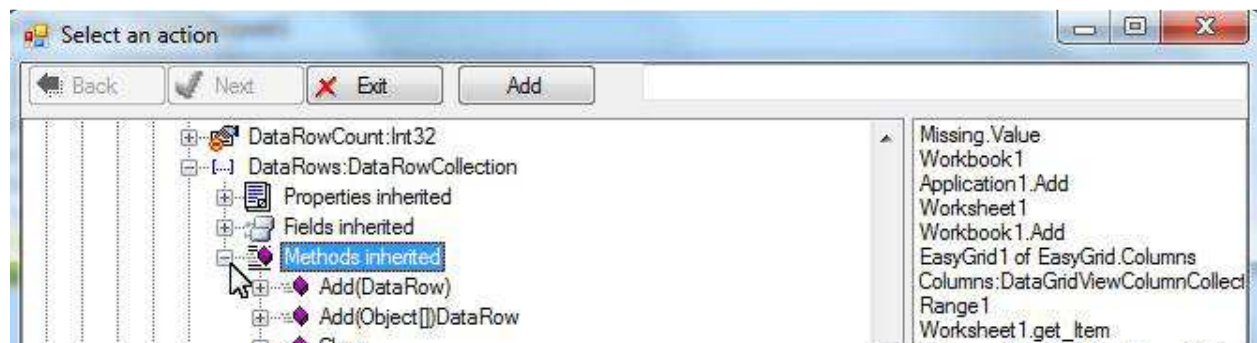 Select an action
Back Next Exit Add
DataRowCount:Int32
DataRows:DataRowCollection
Properties inherited
Fields inherited
Methods inherited
Add(DataRow)
Add(Object[])DataRow
Missing.Value
Workbook1
Application1.Add
Worksheet1
Workbook1.Add
EasyGrid1 of EasyGrid.Columns
Columns:DataGridViewColumnCollect
Range1
Worksheet1.get_Item